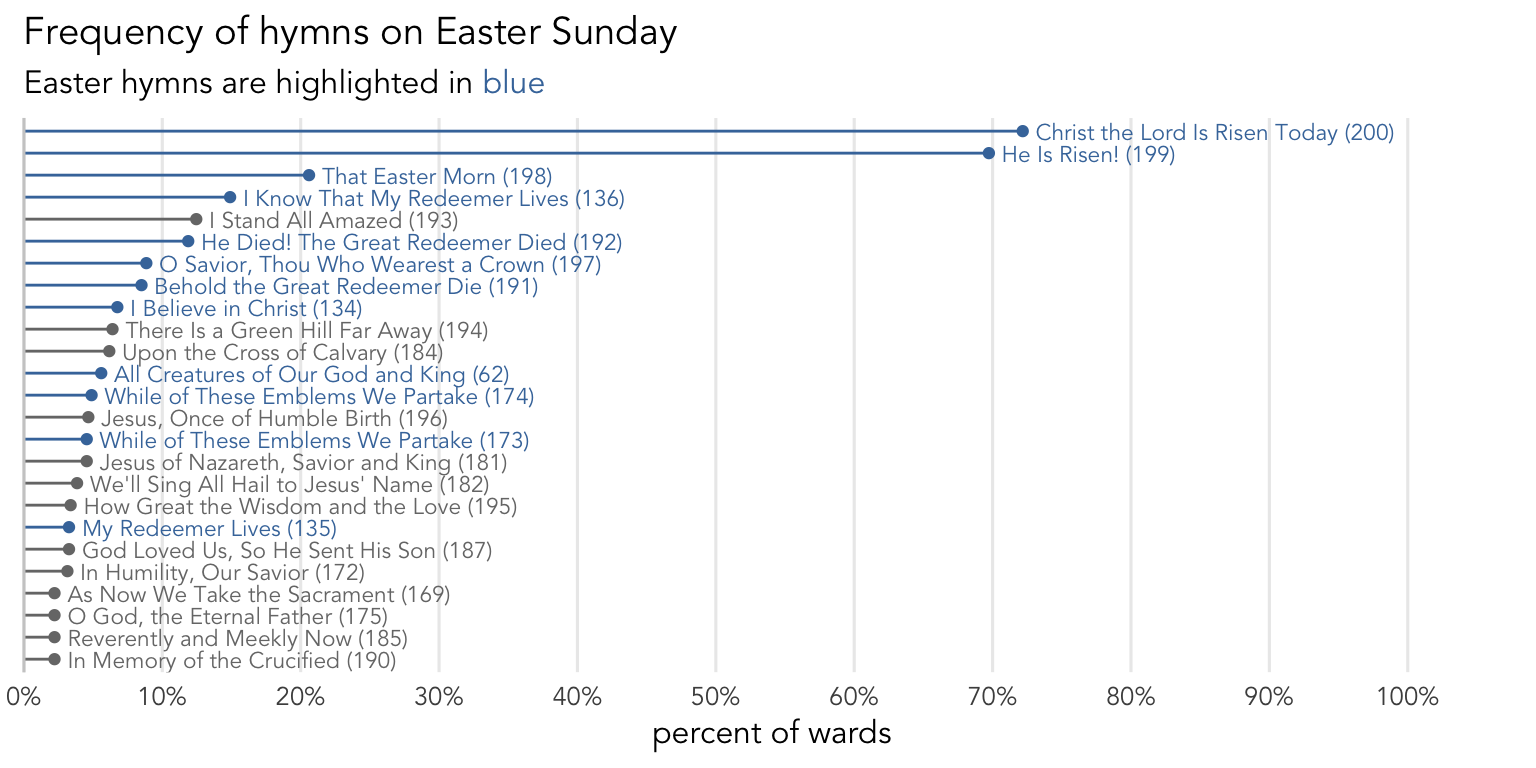 Frequency of hymns on Easter Sunday
Easter hymns are highlighted in blue
Christ the Lord Is Risen Today (200)
He Is Risen! (199)
That Easter Morn (198)
I Know That My Redeemer Lives (136)
I Stand All Amazed (193)
He Died! The Great Redeemer Died (192)
O Savior, Thou Who Wearest a Crown (197)
Behold the Great Redeemer Die (191)
I Believe in Christ (134)
There Is a Green Hill Far Away (194)
Upon the Cross of Calvary (184)
All Creatures of Our God and King (62)
While of These Emblems We Partake (174)
Jesus, Once of Humble Birth (196)
While of These Emblems We Partake (173)
Jesus of Nazareth, Savior and King (181)
We'll Sing All Hail to Jesus' Name (182)
How Great the Wisdom and the Love (195)
My Redeemer Lives (135)
God Loved Us, So He Sent His Son (187)
In Humility, Our Savior (172)
As Now We Take the Sacrament (169)
O God, the Eternal Father (175)
Reverently and Meekly Now (185)
In Memory of the Crucified (190)
0% 10% 20% 30% 40% 50% 60% 70% 80% 90% 100%
percent of wards